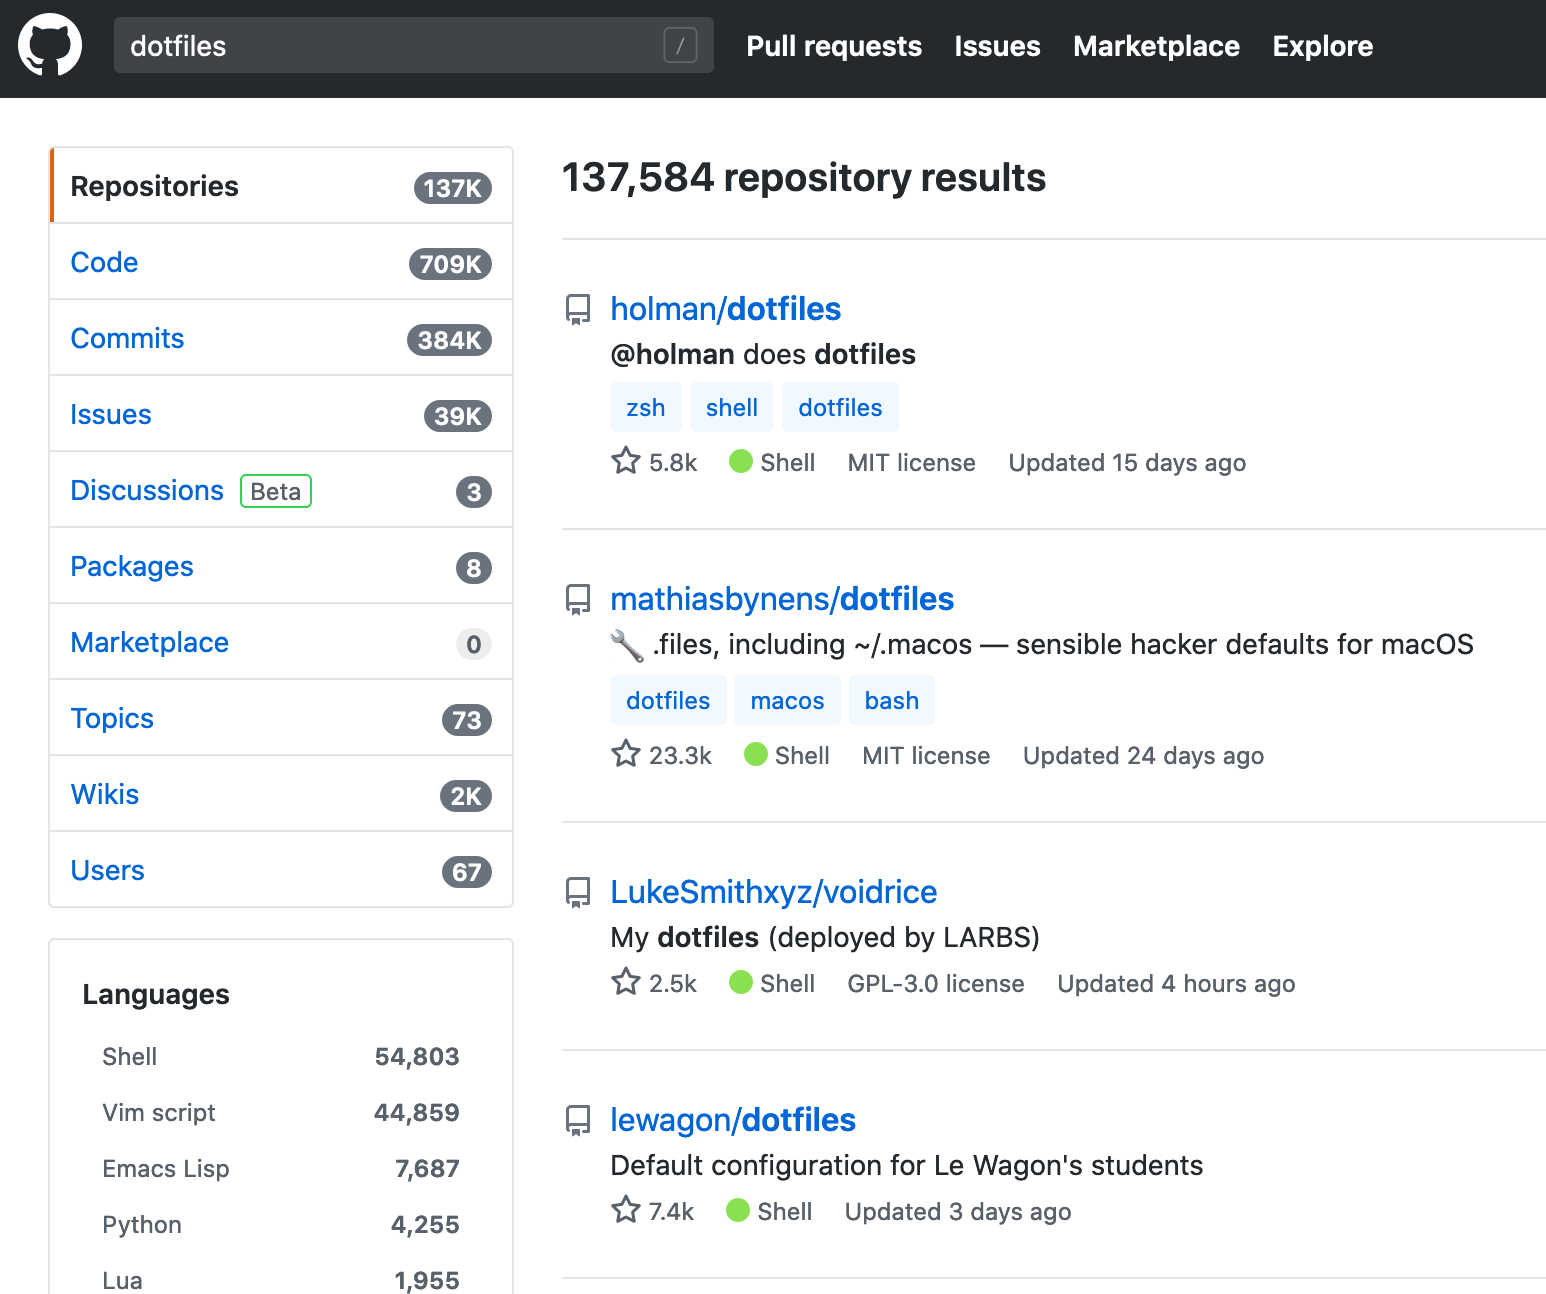 dotfiles / Pull requests Issues Marketplace Explore
Repositories 137K
Code 709K
Commits 384K
Issues 39K
Discussions Beta 3
Packages 8
Marketplace 0
Topics 73
Wikis 2K
Users 67
Languages
Shell 54,803
Vim script 44,859
Emacs Lisp 7,687
Python 4,255
Lua 1,955
137,584 repository results
holman/dotfiles
@holman does dotfiles
zsh shell dotfiles
5.8k Shell MIT license Updated 15 days ago
mathiasbynens/dotfiles
.files, including ~/.macos — sensible hacker defaults for macOS
dotfiles macos bash
23.3k Shell MIT license Updated 24 days ago
LukeSmithxyz/voidrice
My dotfiles (deployed by LARBS)
2.5k Shell GPL-3.0 license Updated 4 hours ago
lewagon/dotfiles
Default configuration for Le Wagon's students
7.4k Shell Updated 3 days ago